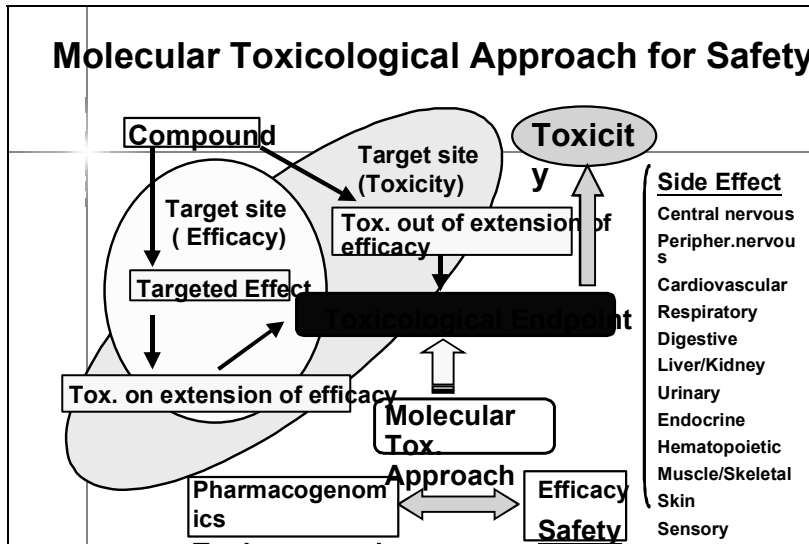 Molecular Toxicological Approach for Safety
Compound
Toxicit
y
Target site
(Toxicity)
Target site
( Efficacy)
Tox. out of extension of
efficacy
Targeted Effect
Toxicological Endpoint
Tox. on extension of efficacy
Molecular
Tox.
Approach
Pharmacogenom
ics
Efficacy
Safety
Side Effect
Central nervous
Peripher.nervou
s
Cardiovascular
Respiratory
Digestive
Liver/Kidney
Urinary
Endocrine
Hematopoietic
Muscle/Skeletal
Skin
Sensory